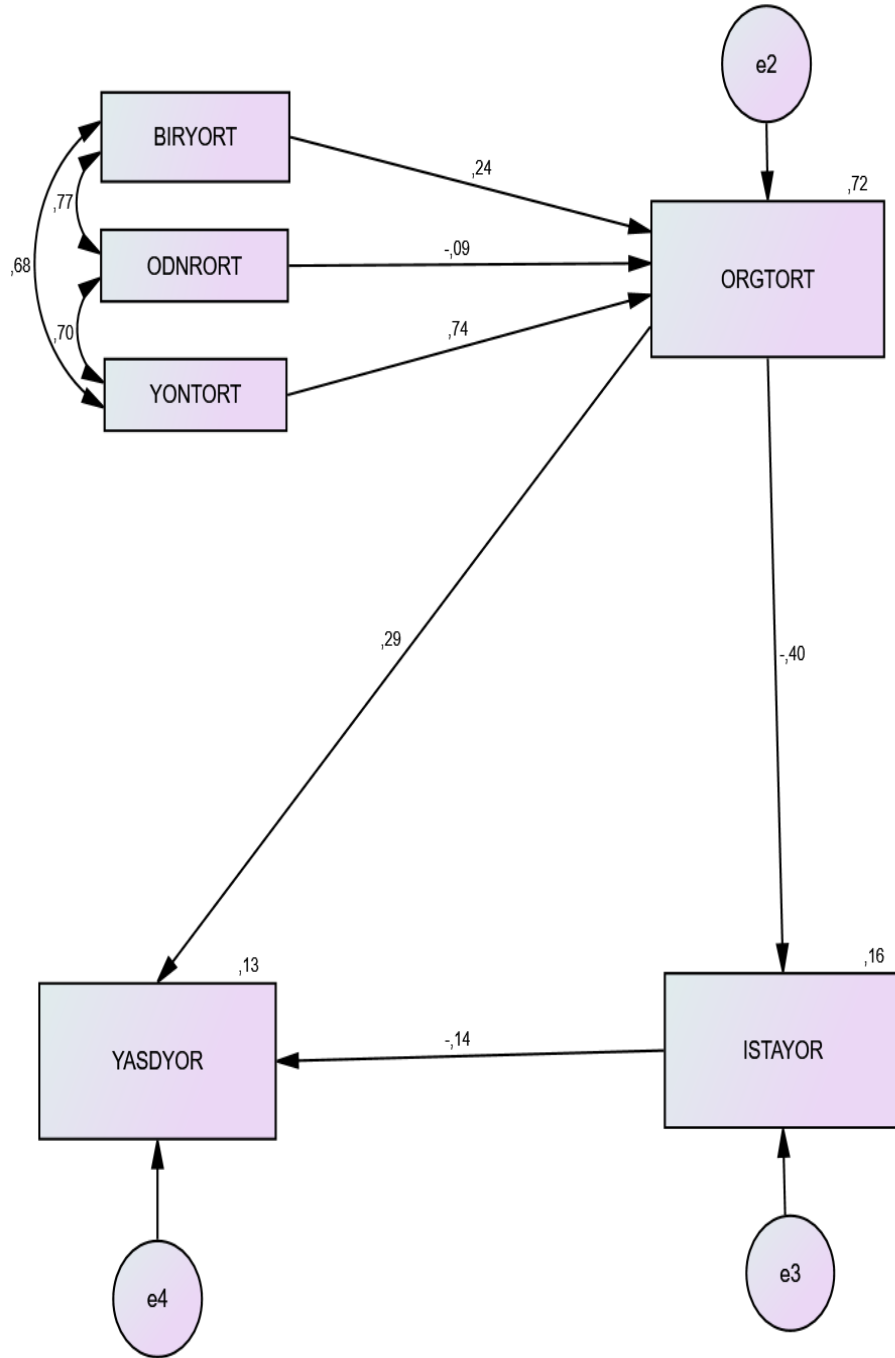 e2
BIRYORT
,24
,72
,77
ODNRORT
-,09
ORGTORT
,68
,70
YONTORT
,74
,29
-,40
,13
,16
YASDYOR
-,14
ISTAYOR
e4
e3